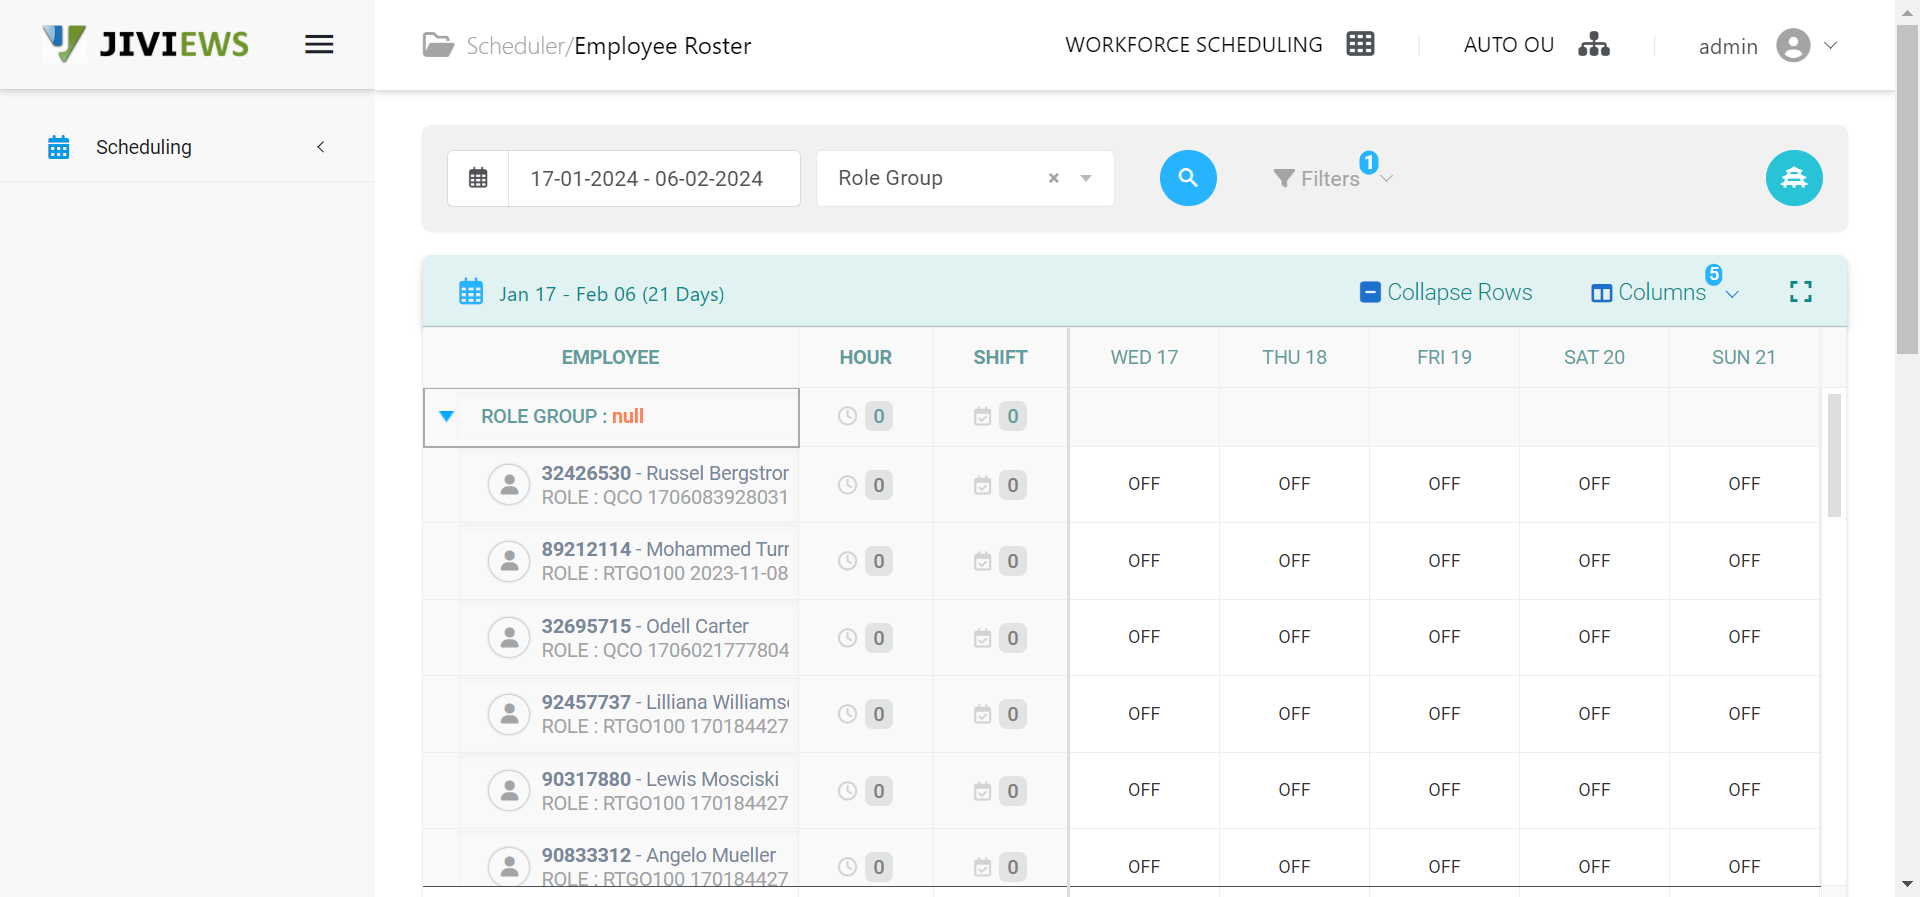 JIVIEWS
Scheduler/Employee Roster
WORKFORCE SCHEDULING
AUTO OU
admin
Scheduling
17-01-2024 - 06-02-2024
Role Group
Filters
1
Jan 17 - Feb 06 (21 Days)
Collapse Rows
Columns
5
EMPLOYEE HOUR SHIFT WED 17 THU 18 FRI 19 SAT 20 SUN 21
ROLE GROUP : null 0 0
32426530 - Russel Bergstror
ROLE : QCO 1706083928031
0 0 OFF OFF OFF OFF OFF
89212114 - Mohammed Turr
ROLE : RTGO100 2023-11-08
0 0 OFF OFF OFF OFF OFF
32695715 - Odell Carter
ROLE : QCO 1706021777804
0 0 OFF OFF OFF OFF OFF
92457737 - Lilliana Williams
ROLE : RTGO100 170184427
0 0 OFF OFF OFF OFF OFF
90317880 - Lewis Mosciski
ROLE : RTGO100 170184427
0 0 OFF OFF OFF OFF OFF
90833312 - Angelo Mueller
ROLE : RTGO100 170184427
0 0 OFF OFF OFF OFF OFF